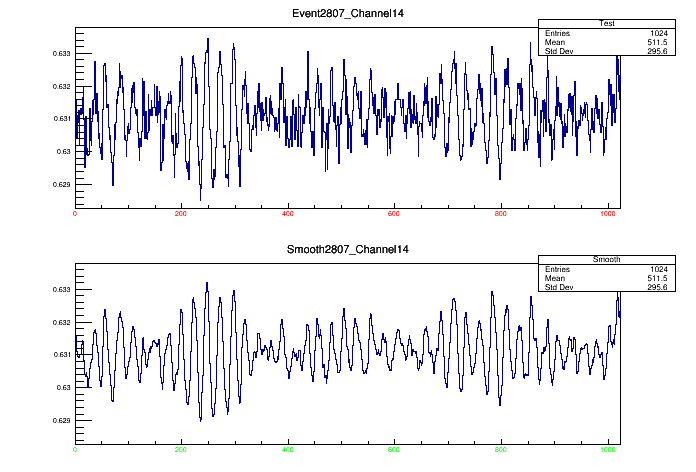 Event2807_Channel14
Test
Entries 1024
Mean 511.5
Std Dev 295.6
0.633
0.632
0.631
0.63
0.629
0 200 400 600 800 1000
Smooth2807_Channel14
Smooth
Entries 1024
Mean 511.5
Std Dev 295.6
0.633
0.632
0.631
0.63
0.629
0 200 400 600 800 1000